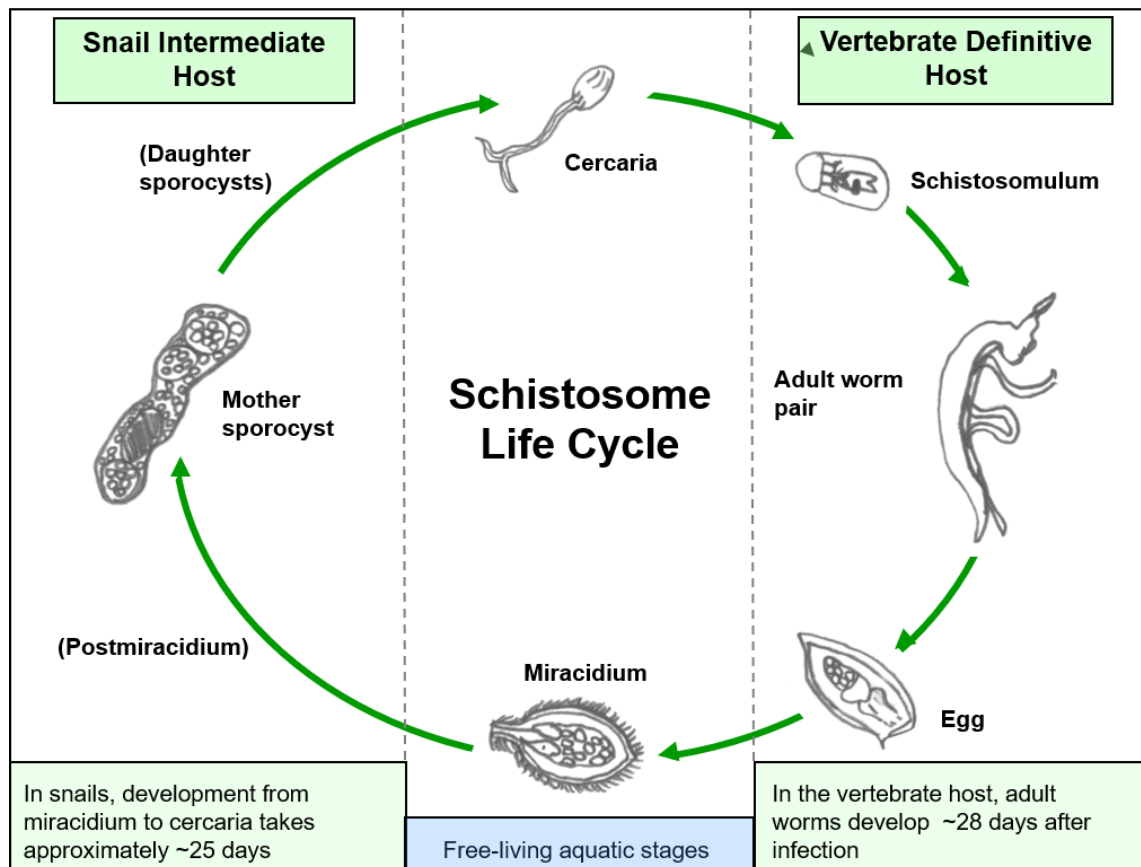 Snail Intermediate
Host
Vertebrate Definitive
Host
(Daughter
sporocysts)
Cercaria
Schistosomulum
Mother
sporocyst
Schistosome
Life Cycle
Adult worm
pair
(Postmiracidium)
Miracidium
Egg
In snails, development from
miracidium to cercaria takes
approximately ~25 days
Free-living aquatic stages
In the vertebrate host, adult
worms develop ~28 days after
infection